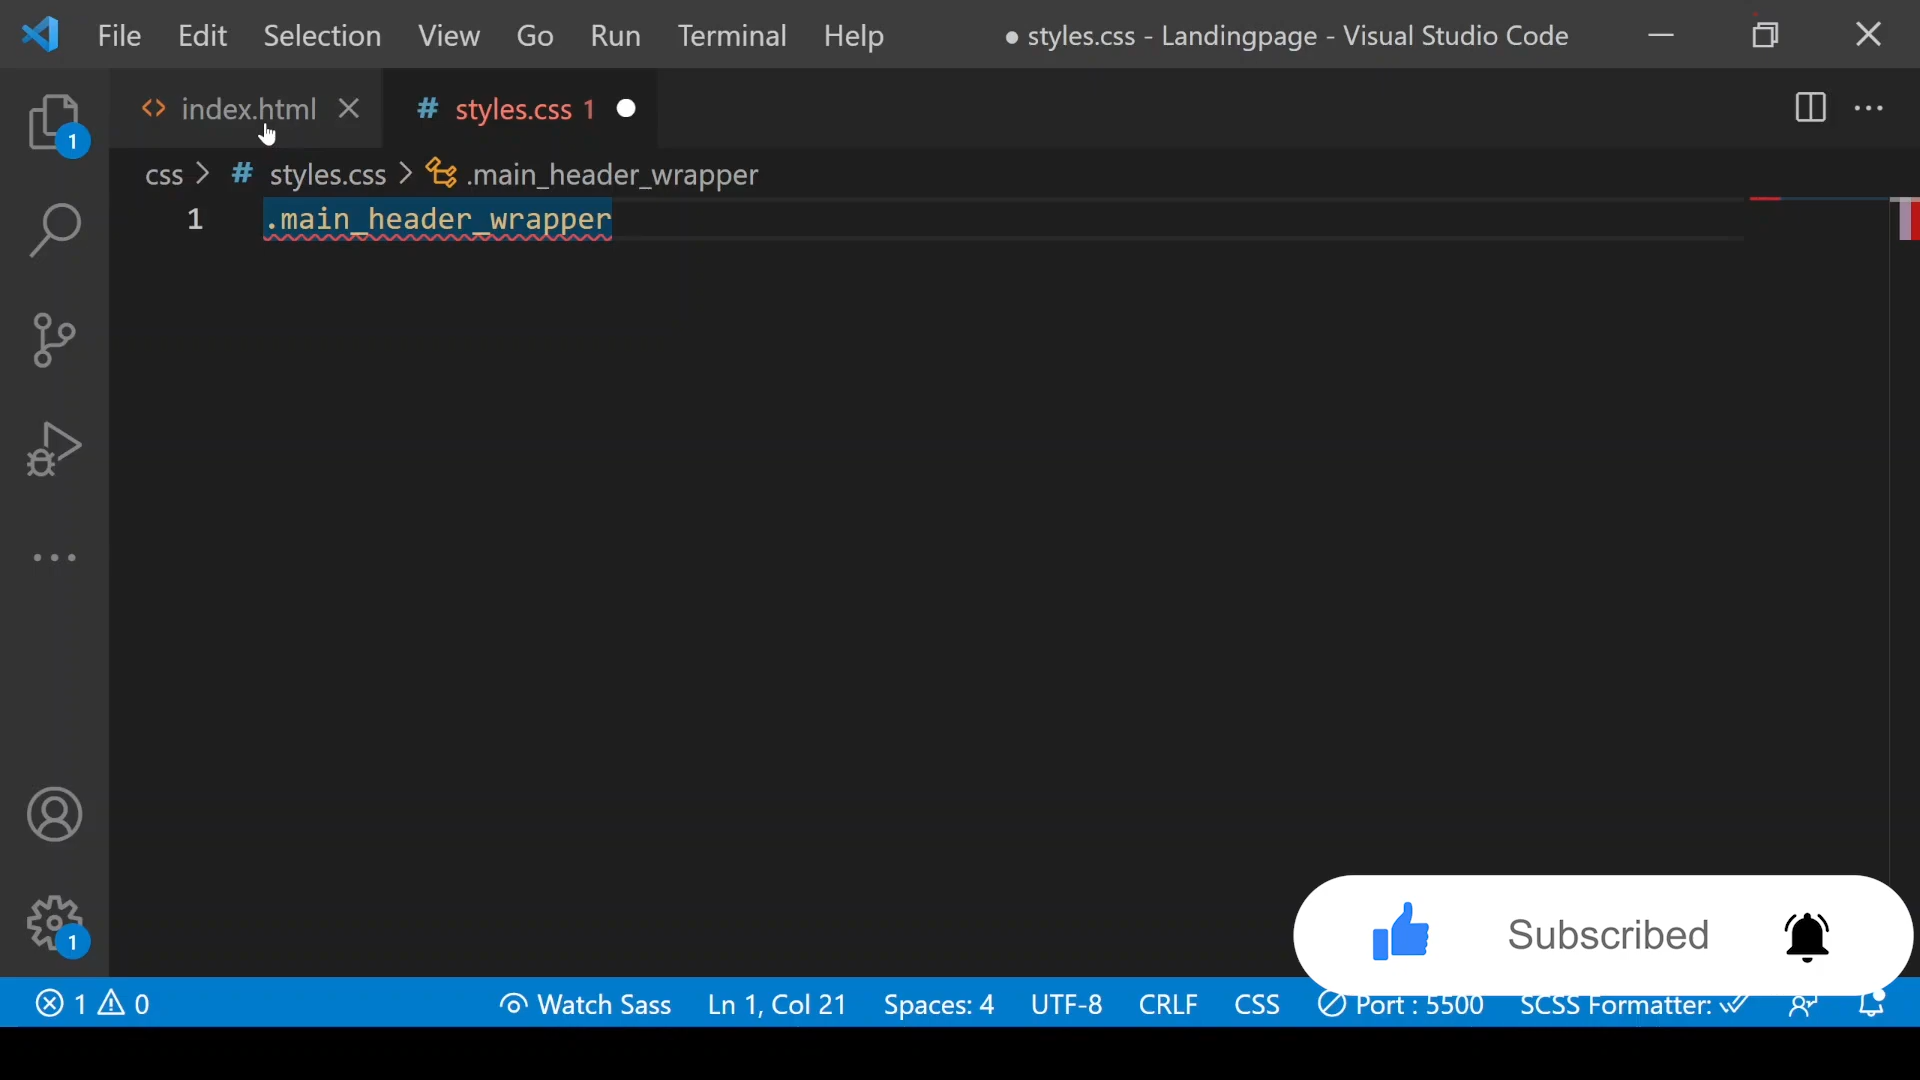 File Edit Selection View Go Run Terminal Help ● styles.css - Landingpage - Visual Studio Code
<> index.html # styles.css 1
1
css > # styles.css > .main_header_wrapper
1 .main_header_wrapper
Subscribed
1
1 0 Watch Sass Ln 1, Col 21 Spaces: 4 UTF-8 CRLF CSS Port : 5500 SCSS Formatter: